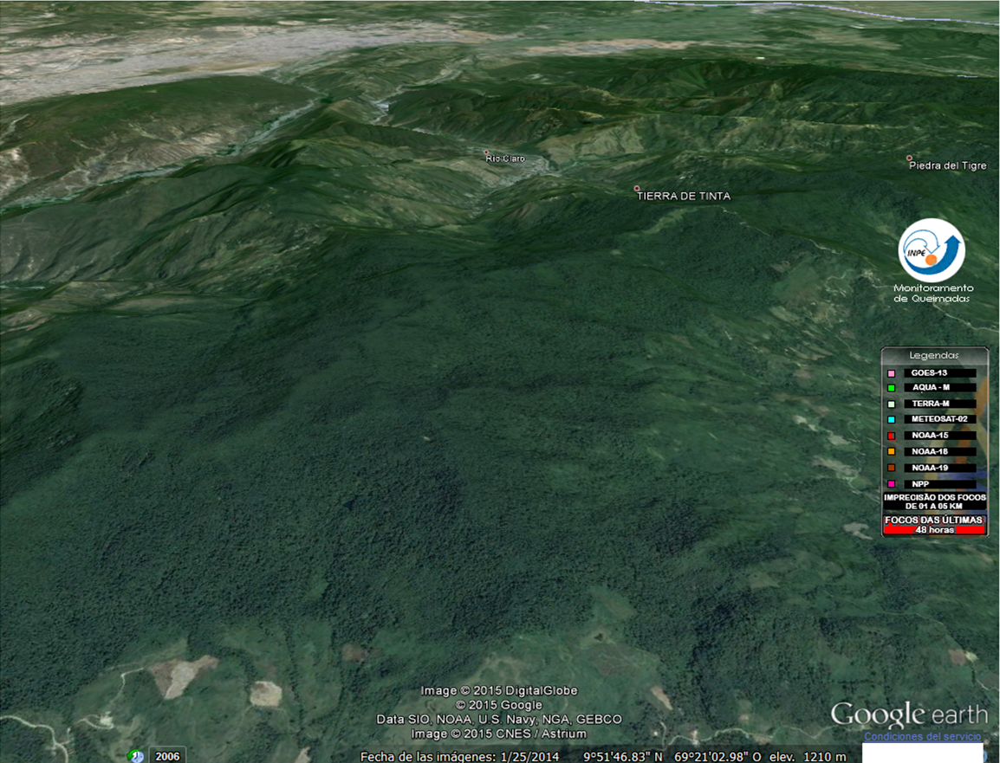 Rio Claro
Piedra del Tigre
TIERRA DE TINTA
INPE
Monitoramento
de Queimadas
Legendas
GOES-13
AQUA - M
TERRA-M
METEOSAT-02
NOAA-15
NOAA-18
NOAA-19
NPP
IMPRECISÃO DOS FOCOS
DE 01 A 05 KM
FOCOS DAS ÚLTIMAS
48 horas
Image © 2015 DigitalGlobe
© 2015 Google
Data SIO, NOAA, U.S. Navy, NGA, GEBCO
Image © 2015 CNES / Astrium
Google earth
Condiciones del servicio
2006
Fecha de las imágenes: 1/25/2014 9°51'46.83" N 69°21'02.98" O elev. 1210 m